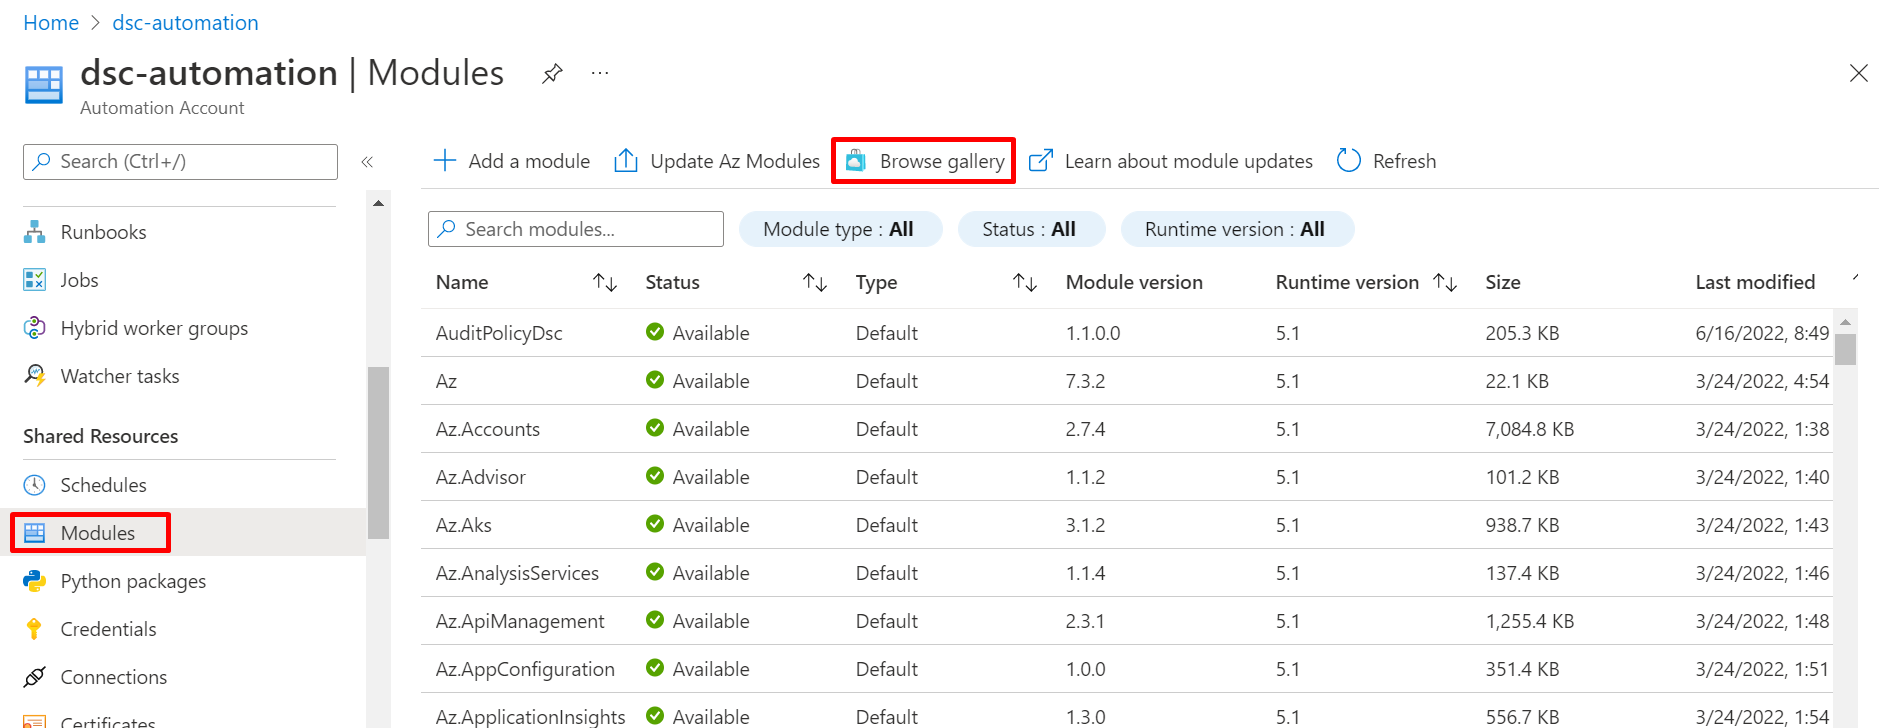 Home > dsc-automation
dsc-automation | Modules ...
Automation Account
Search (Ctrl+/) «
Runbooks
Jobs
Hybrid worker groups
Watcher tasks
Shared Resources
Schedules
Modules
Python packages
Credentials
Connections
Certificates
Add a module Update Az Modules Browse gallery Learn about module updates Refresh
Search modules... Module type : All Status : All Runtime version : All
Name Status Type Module version Runtime version Size Last modified
AuditPolicyDsc Available Default 1.1.0.0 5.1 205.3 KB 6/16/2022, 8:49
Az Available Default 7.3.2 5.1 22.1 KB 3/24/2022, 4:54
Az.Accounts Available Default 2.7.4 5.1 7,084.8 KB 3/24/2022, 1:38
Az.Advisor Available Default 1.1.2 5.1 101.2 KB 3/24/2022, 1:40
Az.Aks Available Default 3.1.2 5.1 938.7 KB 3/24/2022, 1:43
Az.AnalysisServices Available Default 1.1.4 5.1 137.4 KB 3/24/2022, 1:46
Az.ApiManagement Available Default 2.3.1 5.1 1,255.4 KB 3/24/2022, 1:48
Az.AppConfiguration Available Default 1.0.0 5.1 351.4 KB 3/24/2022, 1:51
Az.ApplicationInsights Available Default 1.3.0 5.1 556.7 KB 3/24/2022, 1:54